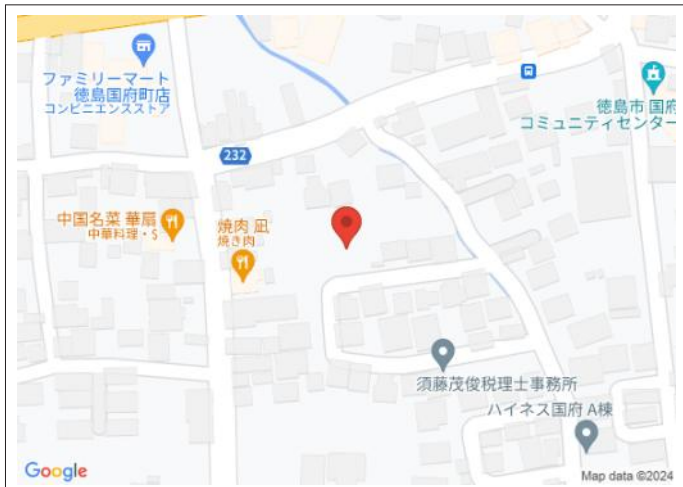 ファミリーマート
徳島国府町店
コンビニエンスストア
徳島市 国府
コミュニティセンター
232
中国名菜 華扇
中華料理・S
焼肉 凪
焼き肉
須藤茂俊税理士事務所
ハイネス国府 A棟
Google
Map data ©2024